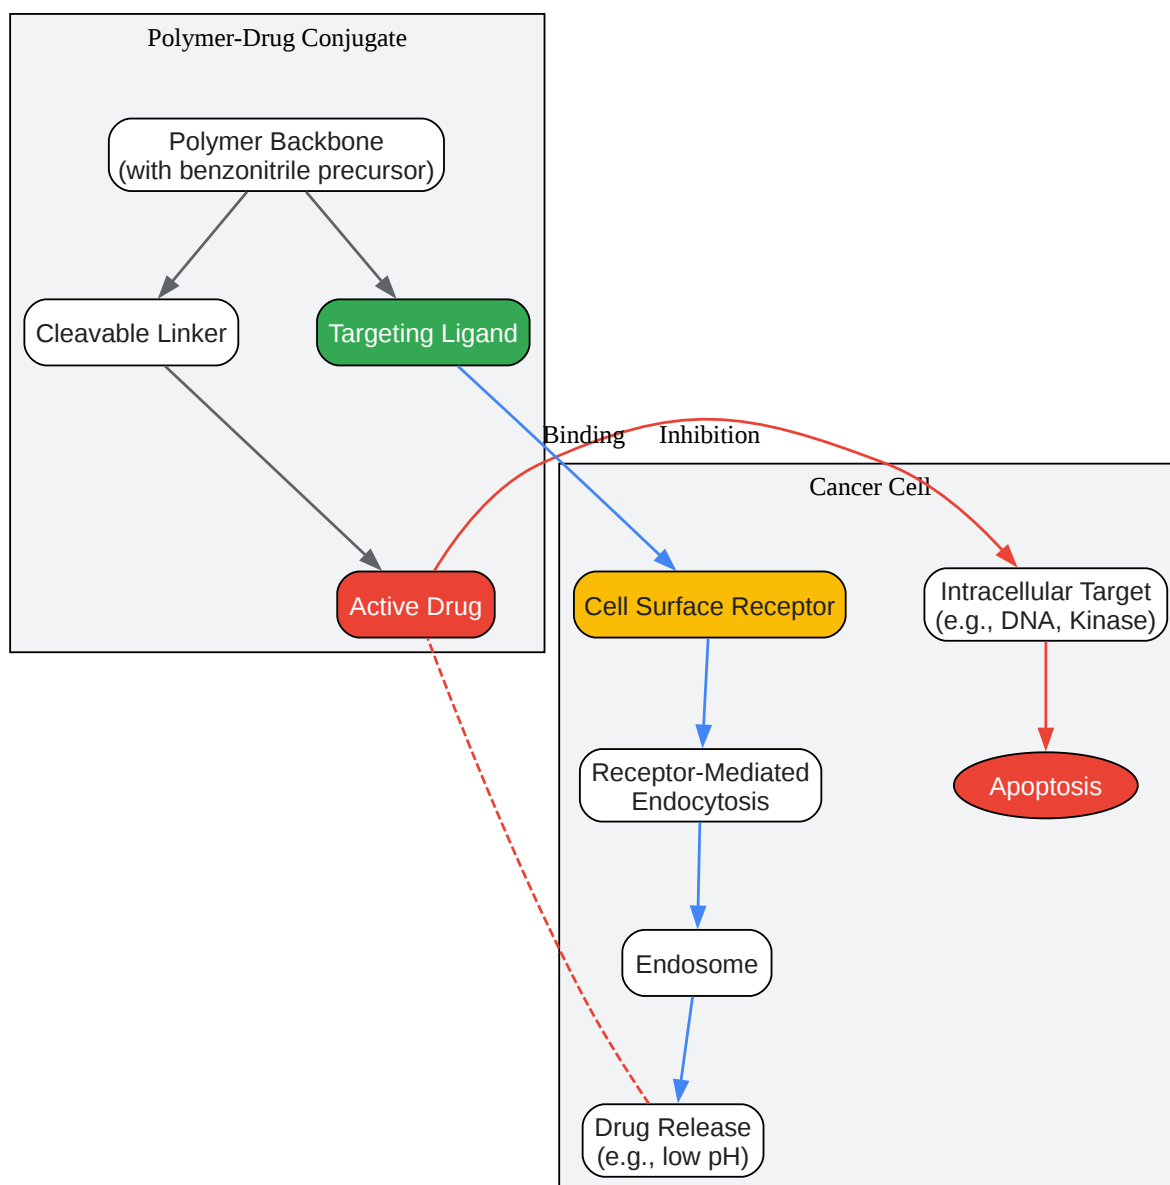 Polymer-Drug Conjugate
Polymer Backbone
(with benzonitrile precursor)
Cleavable Linker
Targeting Ligand
Binding
Inhibition
Cancer Cell
Active Drug
Cell Surface Receptor
Intracellular Target
(e.g., DNA, Kinase)
Receptor-Mediated
Endocytosis
Apoptosis
Endosome
Drug Release
(e.g., low pH)